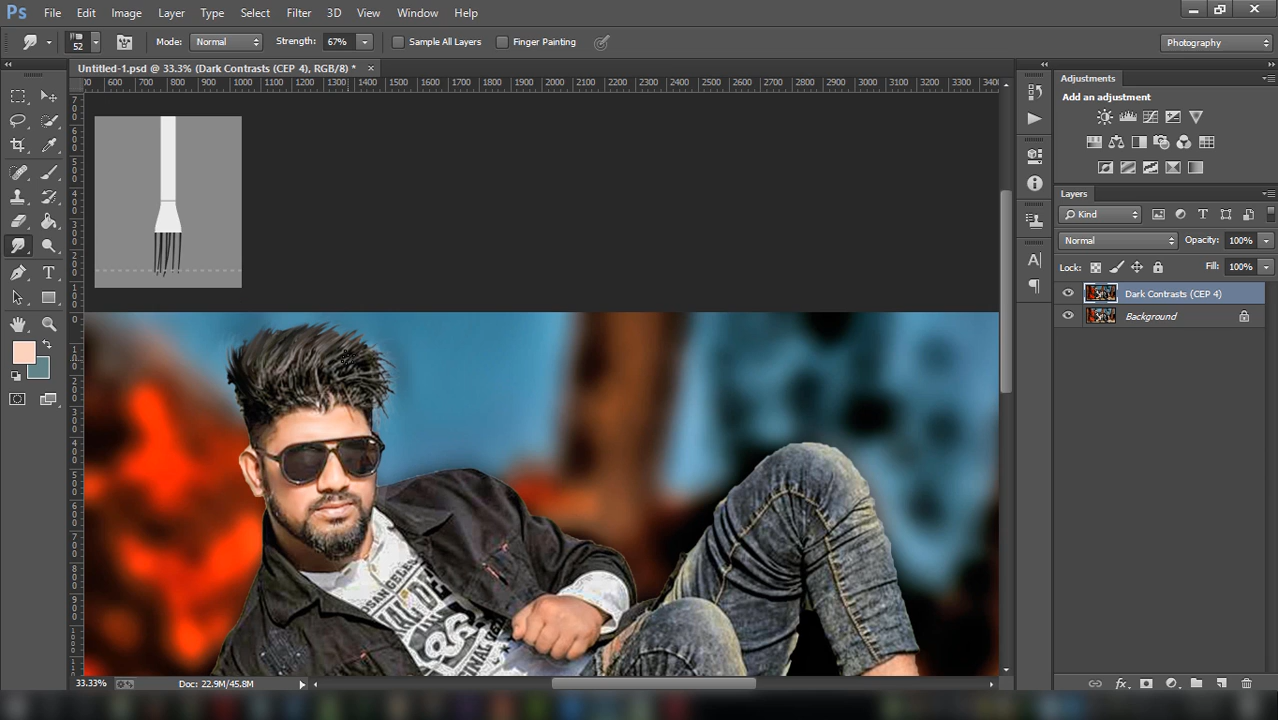 Ps File Edit Image Layer Type Select Filter 3D View Window Help
52 Mode: Normal Strength: 67% Sample All Layers Finger Painting Photography
Untitled-1.psd @ 33.3% (Dark Contrasts (CEP 4), RGB/8) * ×
600 700 800 900 1000 1100 1200 1300 1400 1500 1600 1700 1800 1900 2000 2100 2200 2300 2400 2500 2600 2700 2800 2900 3000 3100 3200 3300
Adjustments
Add an adjustment
Layers
Kind
Normal Opacity: 100%
Lock: Fill: 100%
Dark Contrasts (CEP 4)
Background
33.33% Doc: 22.9M/45.8M